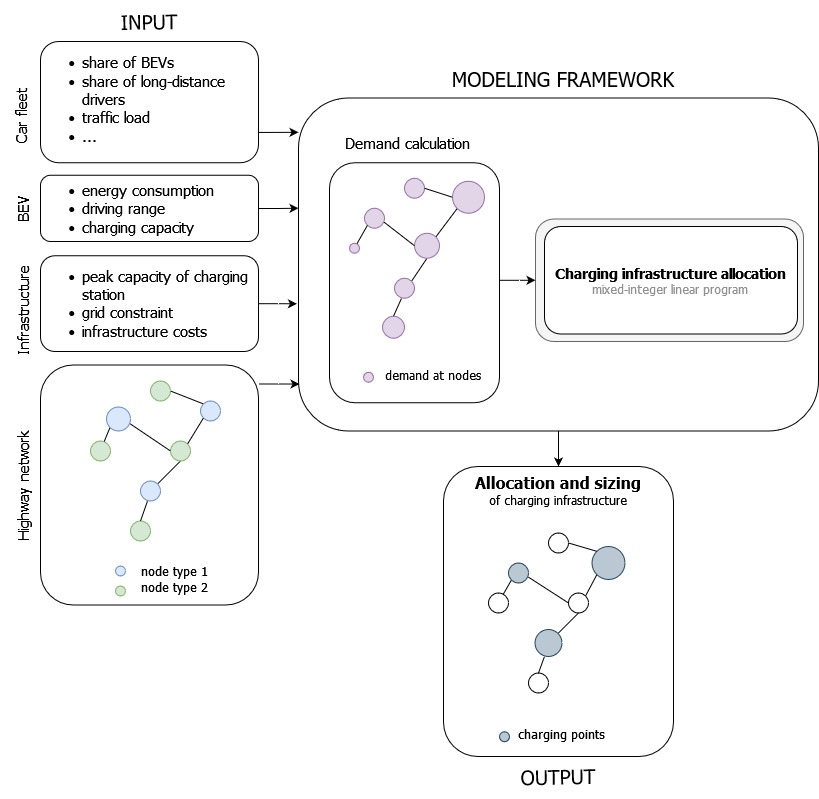 INPUT
Car fleet
• share of BEVs
• share of long-distance
drivers
• traffic load
• ...
BEV
• energy consumption
• driving range
• charging capacity
Infrastructure
• peak capacity of charging
station
• grid constraint
• infrastructure costs
Highway network
node type 1
node type 2
MODELING FRAMEWORK
Demand calculation
demand at nodes
Charging infrastructure allocation
mixed-integer linear program
Allocation and sizing
of charging infrastructure
charging points
OUTPUT